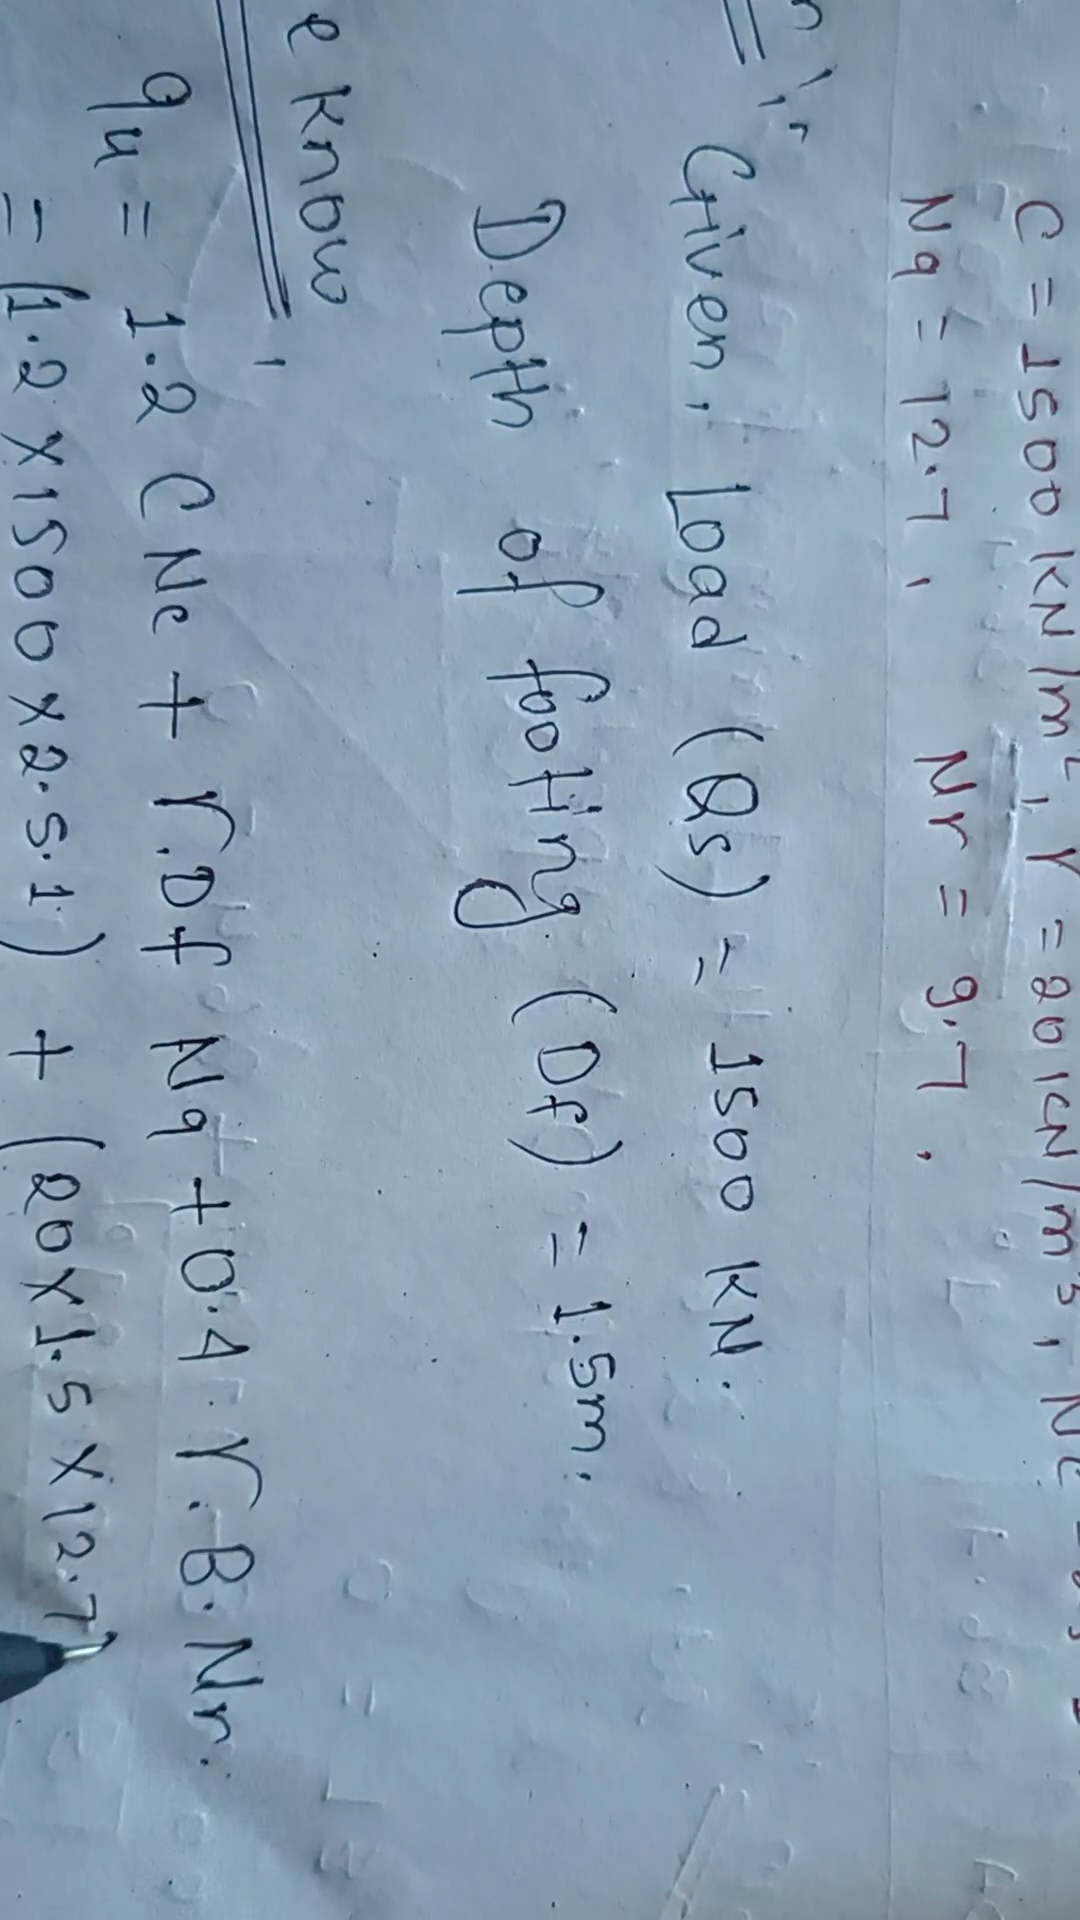 C = 1500 KN/m², γ = 20 KN/m³, Nc
Nq = 12.7, Nr = 9.7.
Given, Load (Qs) = 1500 KN.
Depth of footing (Df) = 1.5m.
e know
qu = 1.2 C Nc + γ.Df Nq + 0.4 γ.B.Nr.
= (1.2 × 1500 × 2.5.1) + (20 × 1.5 × 12.7)